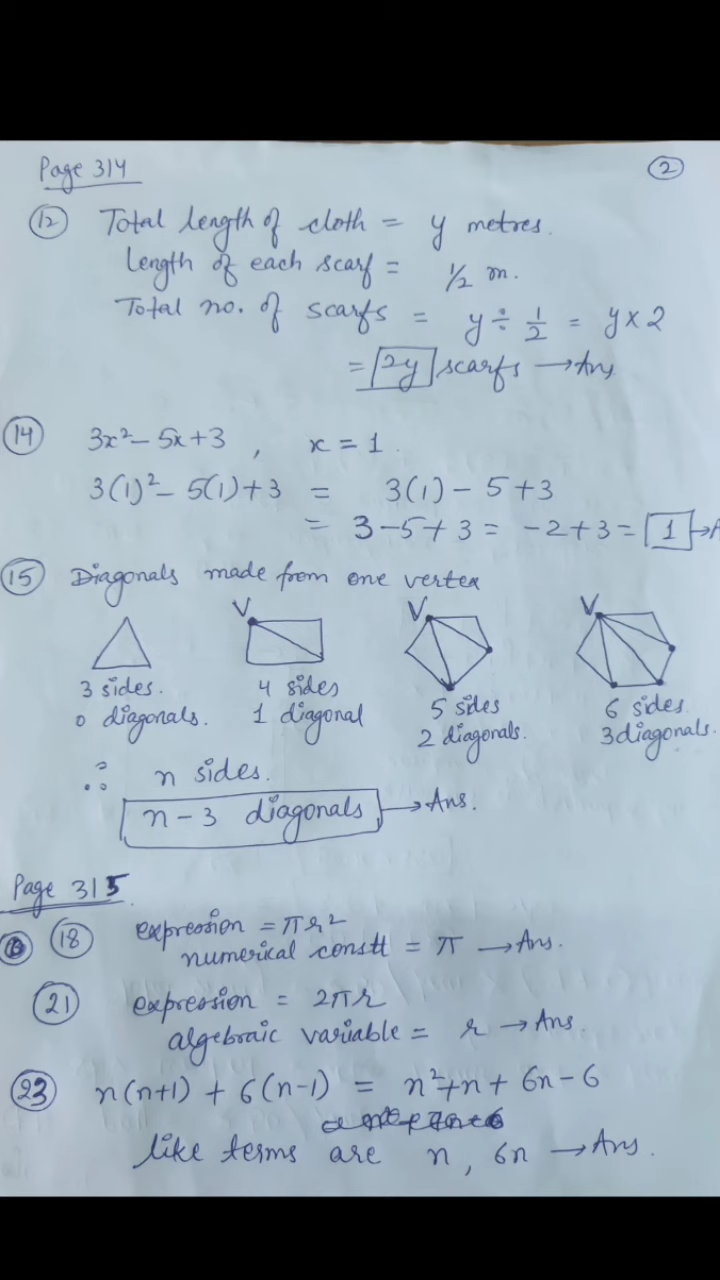 Page 314
②
⑫ Total length of cloth = y metres.
Length of each scarf = 1/2 m.
Total no. of scarfs = y ÷ 1/2 = y × 2
= 2y scarfs → Ans
⑭ 3x² - 5x + 3 , x = 1.
3(1)² - 5(1) + 3 = 3(1) - 5 + 3
= 3 - 5 + 3 = -2 + 3 = 1 → A
⑮ Diagonals made from one vertex
V V V
3 sides. 4 sides 5 sides 6 sides
0 diagonals. 1 diagonal 2 diagonals. 3 diagonals.
∴ n sides.
n - 3 diagonals → Ans.
Page 315
⑱ expression = πr²
numerical constt = π → Ans.
㉑ expression = 2πr
algebraic variable = r → Ans
㉓ n(n+1) + 6(n-1) = n² + n + 6n - 6
like terms are n, 6n → Ans.